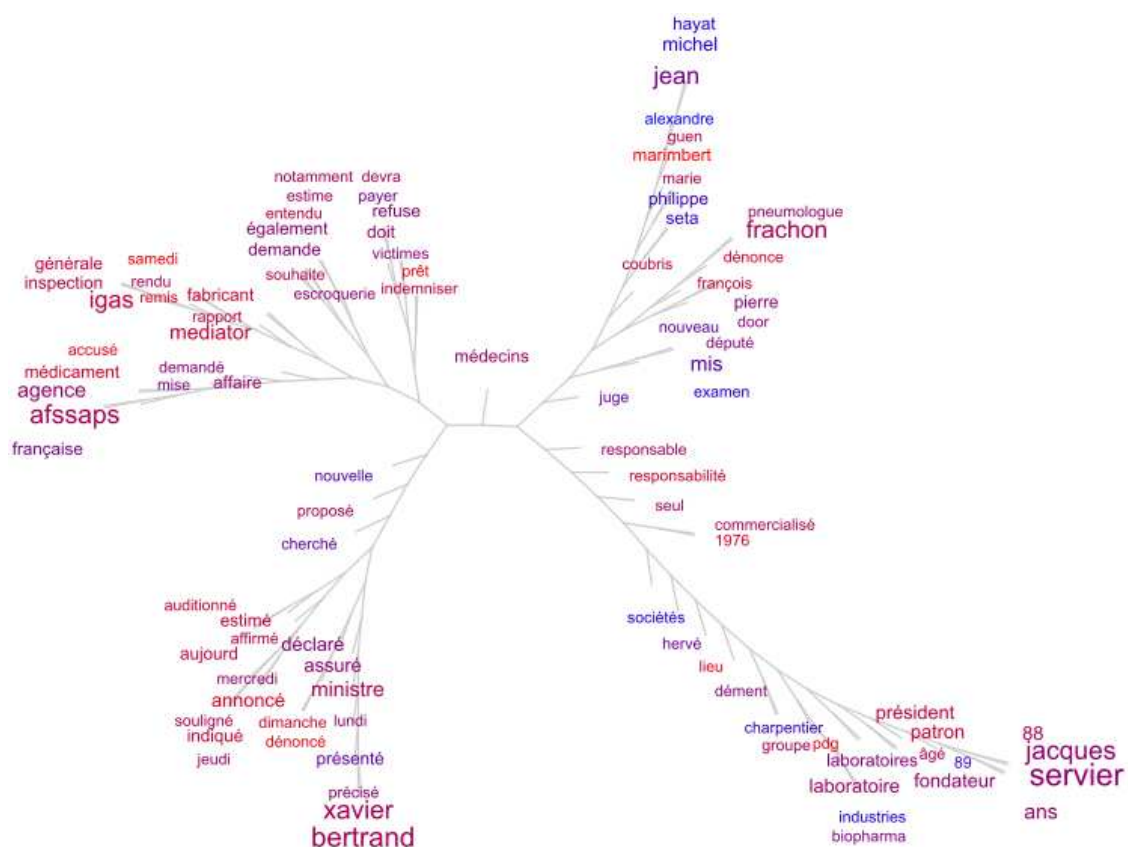 hayat
michel
jean
alexandre
guen
marimbert
marie
philippe
seta
pneumologue
frachon
coubris
dénonce
françois
pierre
door
nouveau
député
mis
juge
examen
notamment devra
estime payer
entendu refuse
également doit
demande victimes
souhaite prêt
escroquerie indemniser
générale samedi
inspection rendu
igas remis fabricant
rapport
mediator
accusé
médicament demandé
agence mise affaire
afssaps
française
médecins
nouvelle
proposé
cherché
responsable
responsabilité
seul
commercialisé
1976
auditionné
estimé
affirmé déclaré
aujourd assuré
mercredi ministre
annoncé
souligné dimanche lundi
indiqué dénoncé
jeudi présenté
précisé
xavier
bertrand
sociétés
hervé
lieu
dément
charpentier président
groupe pdg patron 88
laboratoires âgé 89 jacques
laboratoire fondateur servier
industries ans
biopharma